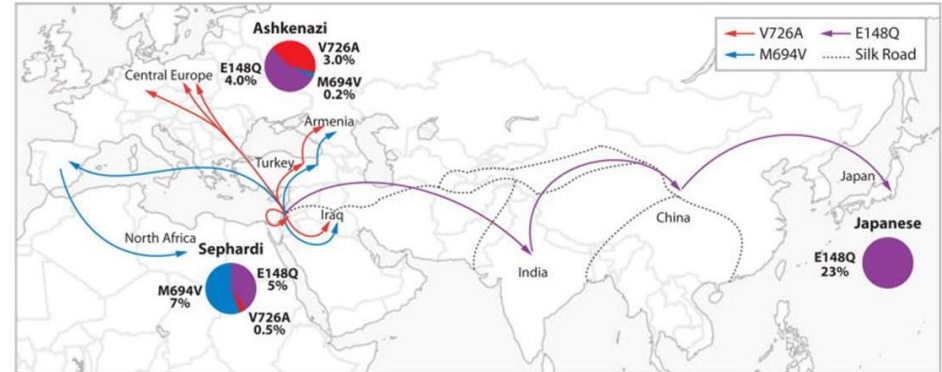 Ashkenazi
V726A
3.0%
E148Q
4.0%
M694V
0.2%
Central Europe
V726A
E148Q
M694V
Silk Road
Armenia
Turkey
Iraq
North Africa
Sephardi
M694V
7%
E148Q
5%
V726A
0.5%
India
China
Japan
Japanese
E148Q
23%